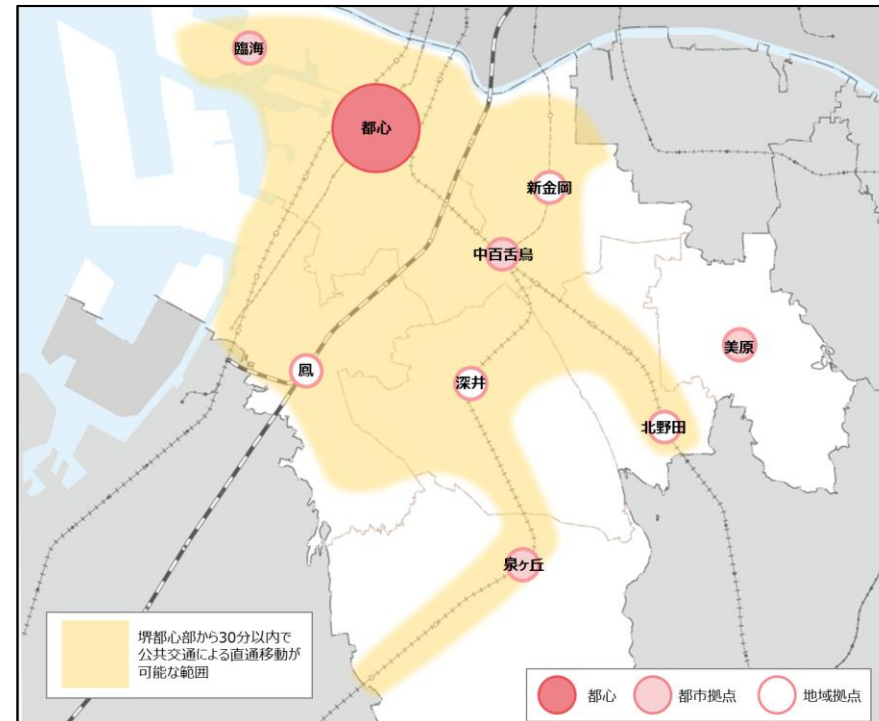 臨海
都心
新金岡
中百舌鳥
美原
鳳
深井
北野田
泉ヶ丘
堺都心部から30分以内で
公共交通による直通移動が
可能な範囲
都心
都市拠点
地域拠点